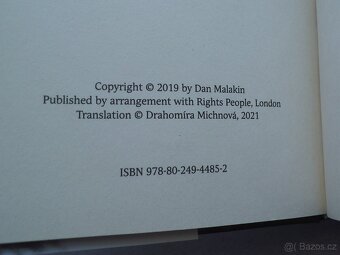 Copyright © 2019 by Dan Malakin
Published by arrangement with Rights People, London
Translation © Drahomíra Michnová, 2021
ISBN 978-80-249-4485-2
Bazoš.cz